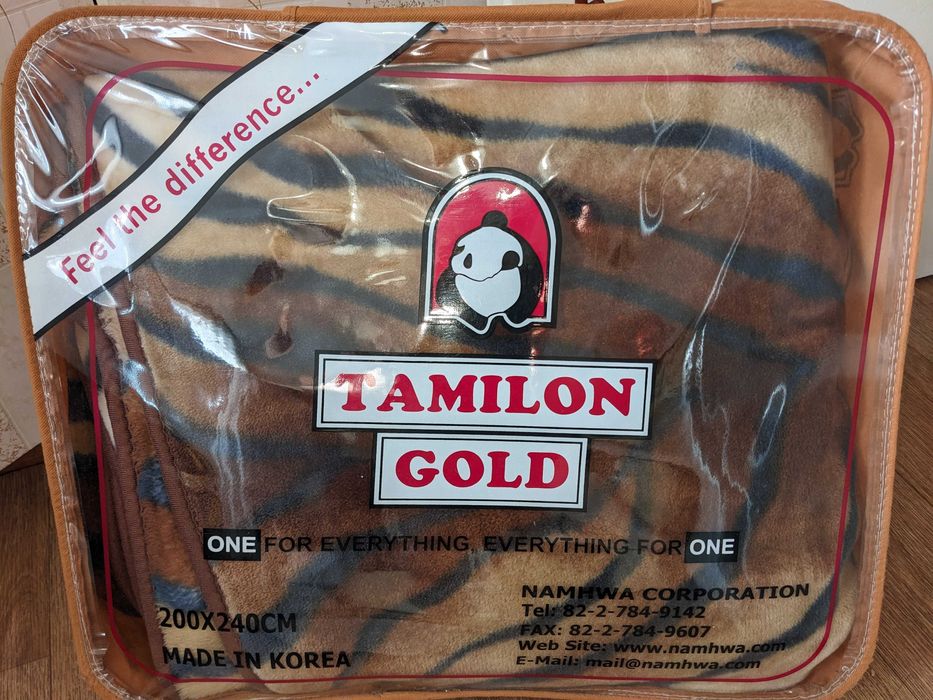 Feel the difference...
TAMILON
GOLD
ONE FOR EVERYTHING, EVERYTHING FOR ONE
200X240CM
MADE IN KOREA
NAMHWA CORPORATION
Tel: 82-2-784-9142
FAX: 82-2-784-9607
Web Site: www.namhwa.com
E-Mail: mail@namhwa.com